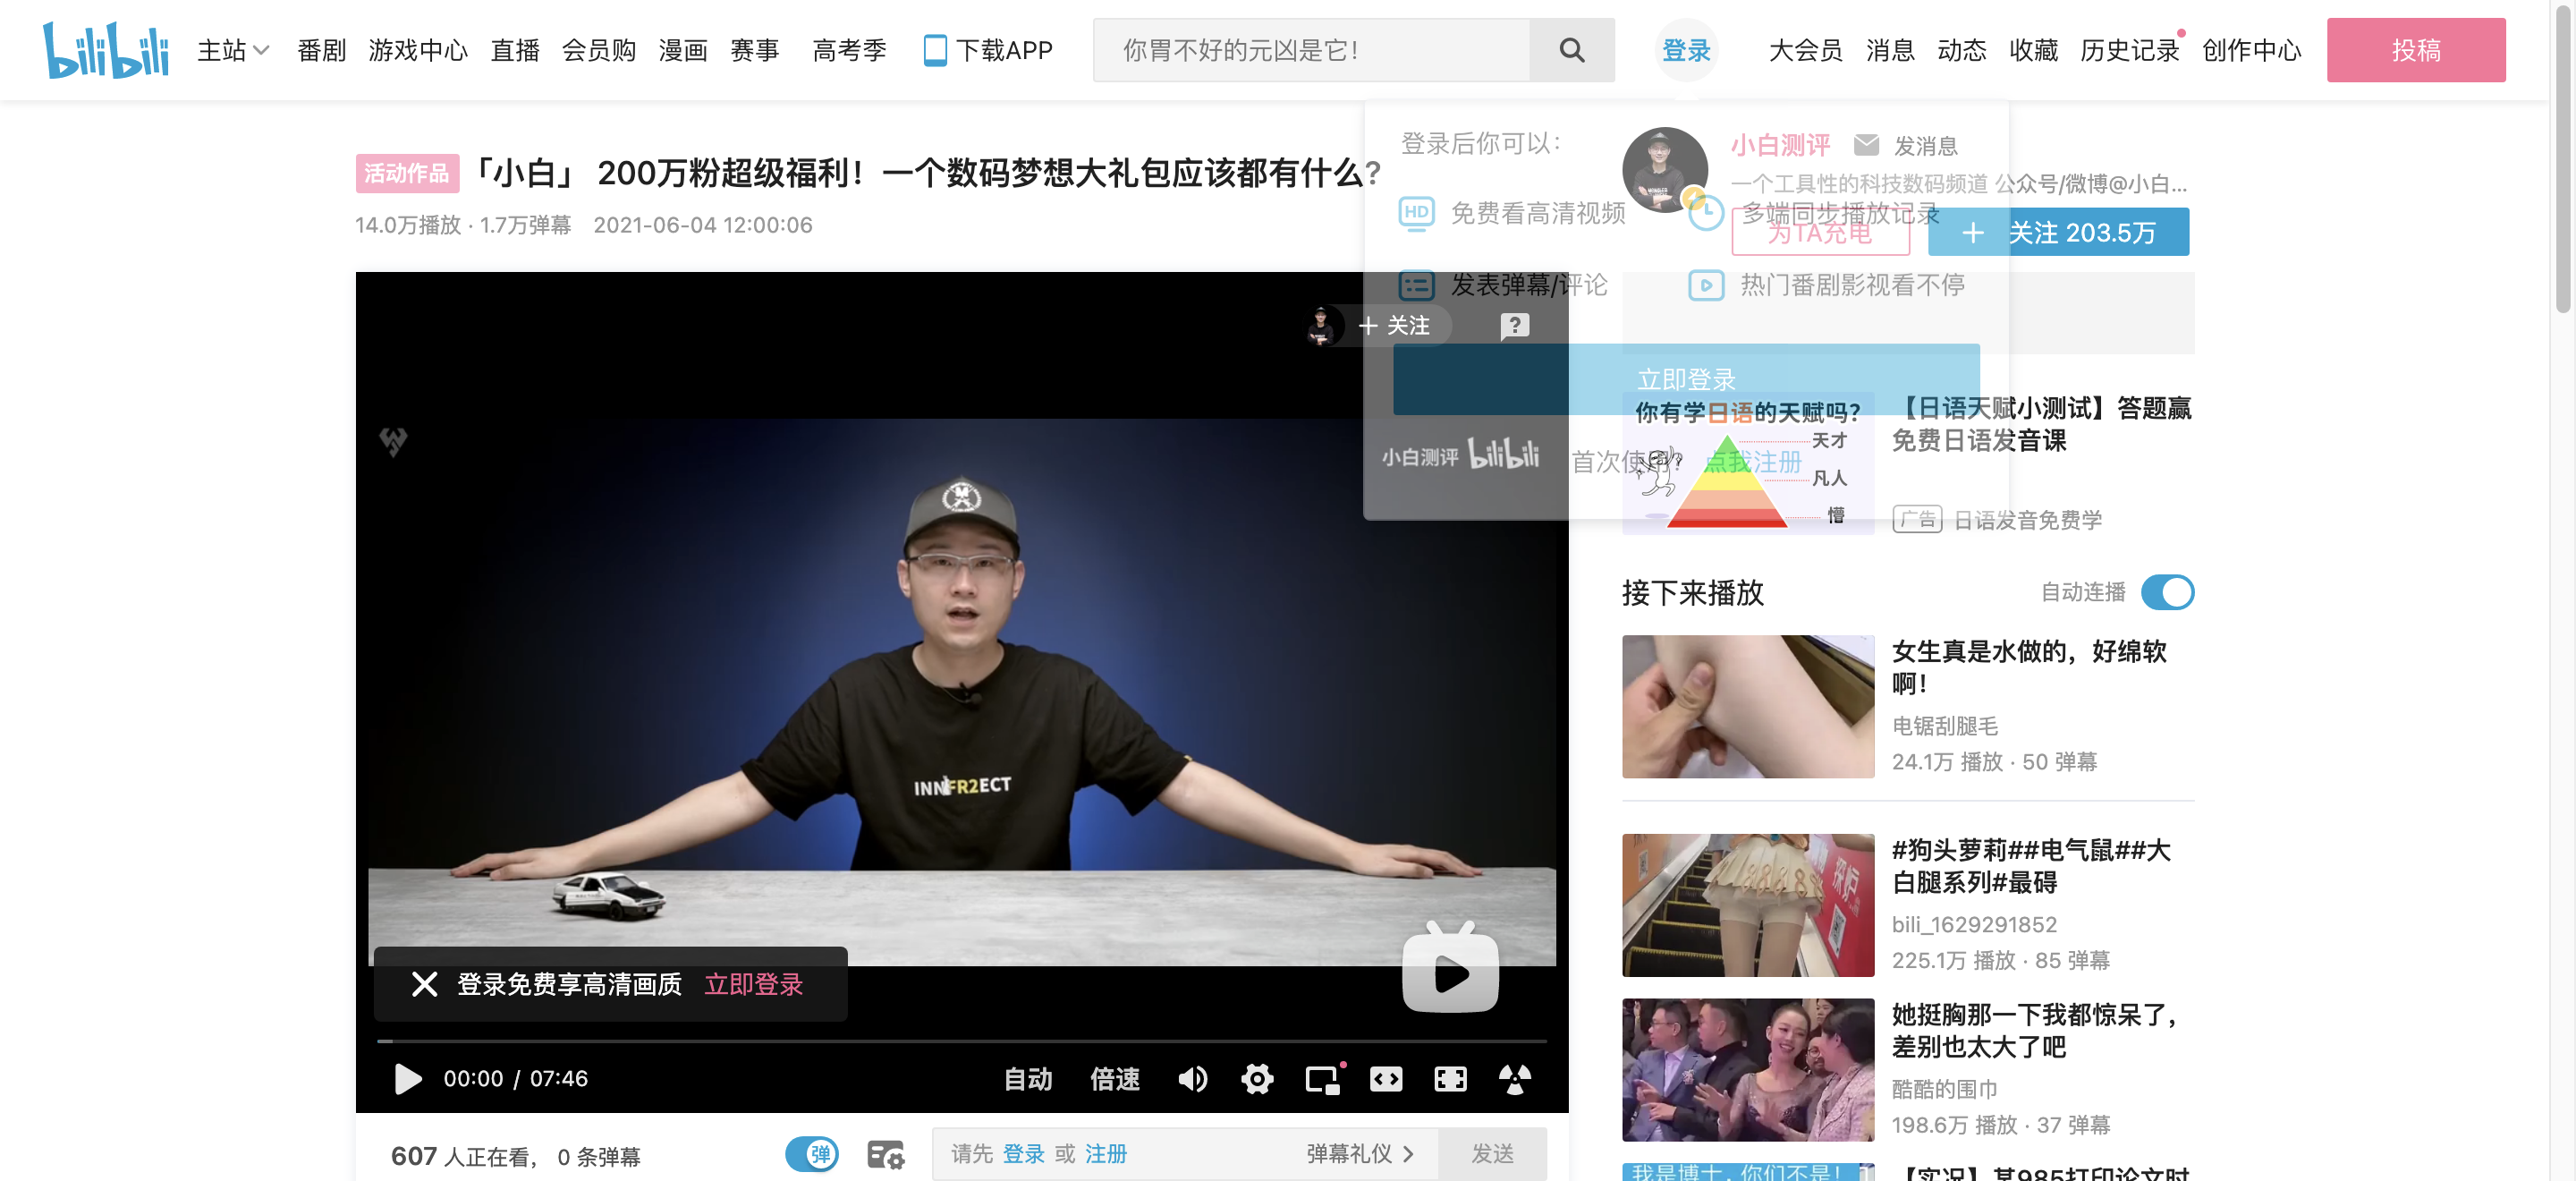 bilibili 主站 番剧 游戏中心 直播 会员购 漫画 赛事 高考季 下载APP 你胃不好的元凶是它！ 登录 大会员 消息 动态 收藏 历史记录 创作中心 投稿
活动作品 「小白」 200万粉超级福利！一个数码梦想大礼包应该都有什么？
14.0万播放 · 1.7万弹幕 2021-06-04 12:00:06
登录后你可以：
免费看高清视频 多端同步播放记录
发表弹幕/评论 热门番剧影视看不停
立即登录
首次使用？ 点我注册
小白测评 发消息
一个工具性的科技数码频道 公众号/微博@小白...
为TA充电 + 关注 203.5万
+ 关注
小白测评 bilibili
INNFR2ECT
× 登录免费享高清画质 立即登录
00:00 / 07:46 自动 倍速
607 人正在看， 0 条弹幕 弹 请先 登录 或 注册 弹幕礼仪 > 发送
你有学日语的天赋吗？
天才
凡人
懵
【日语天赋小测试】答题赢
免费日语发音课
广告 日语发音免费学
接下来播放 自动连播
女生真是水做的，好绵软
啊！
电锯刮腿毛
24.1万 播放 · 50 弹幕
#狗头萝莉##电气鼠##大
白腿系列#最碍
bili_1629291852
225.1万 播放 · 85 弹幕
她挺胸那一下我都惊呆了，
差别也太大了吧
酷酷的围巾
198.6万 播放 · 37 弹幕
我是博士，你们不是！
【实况】某985打印论文时